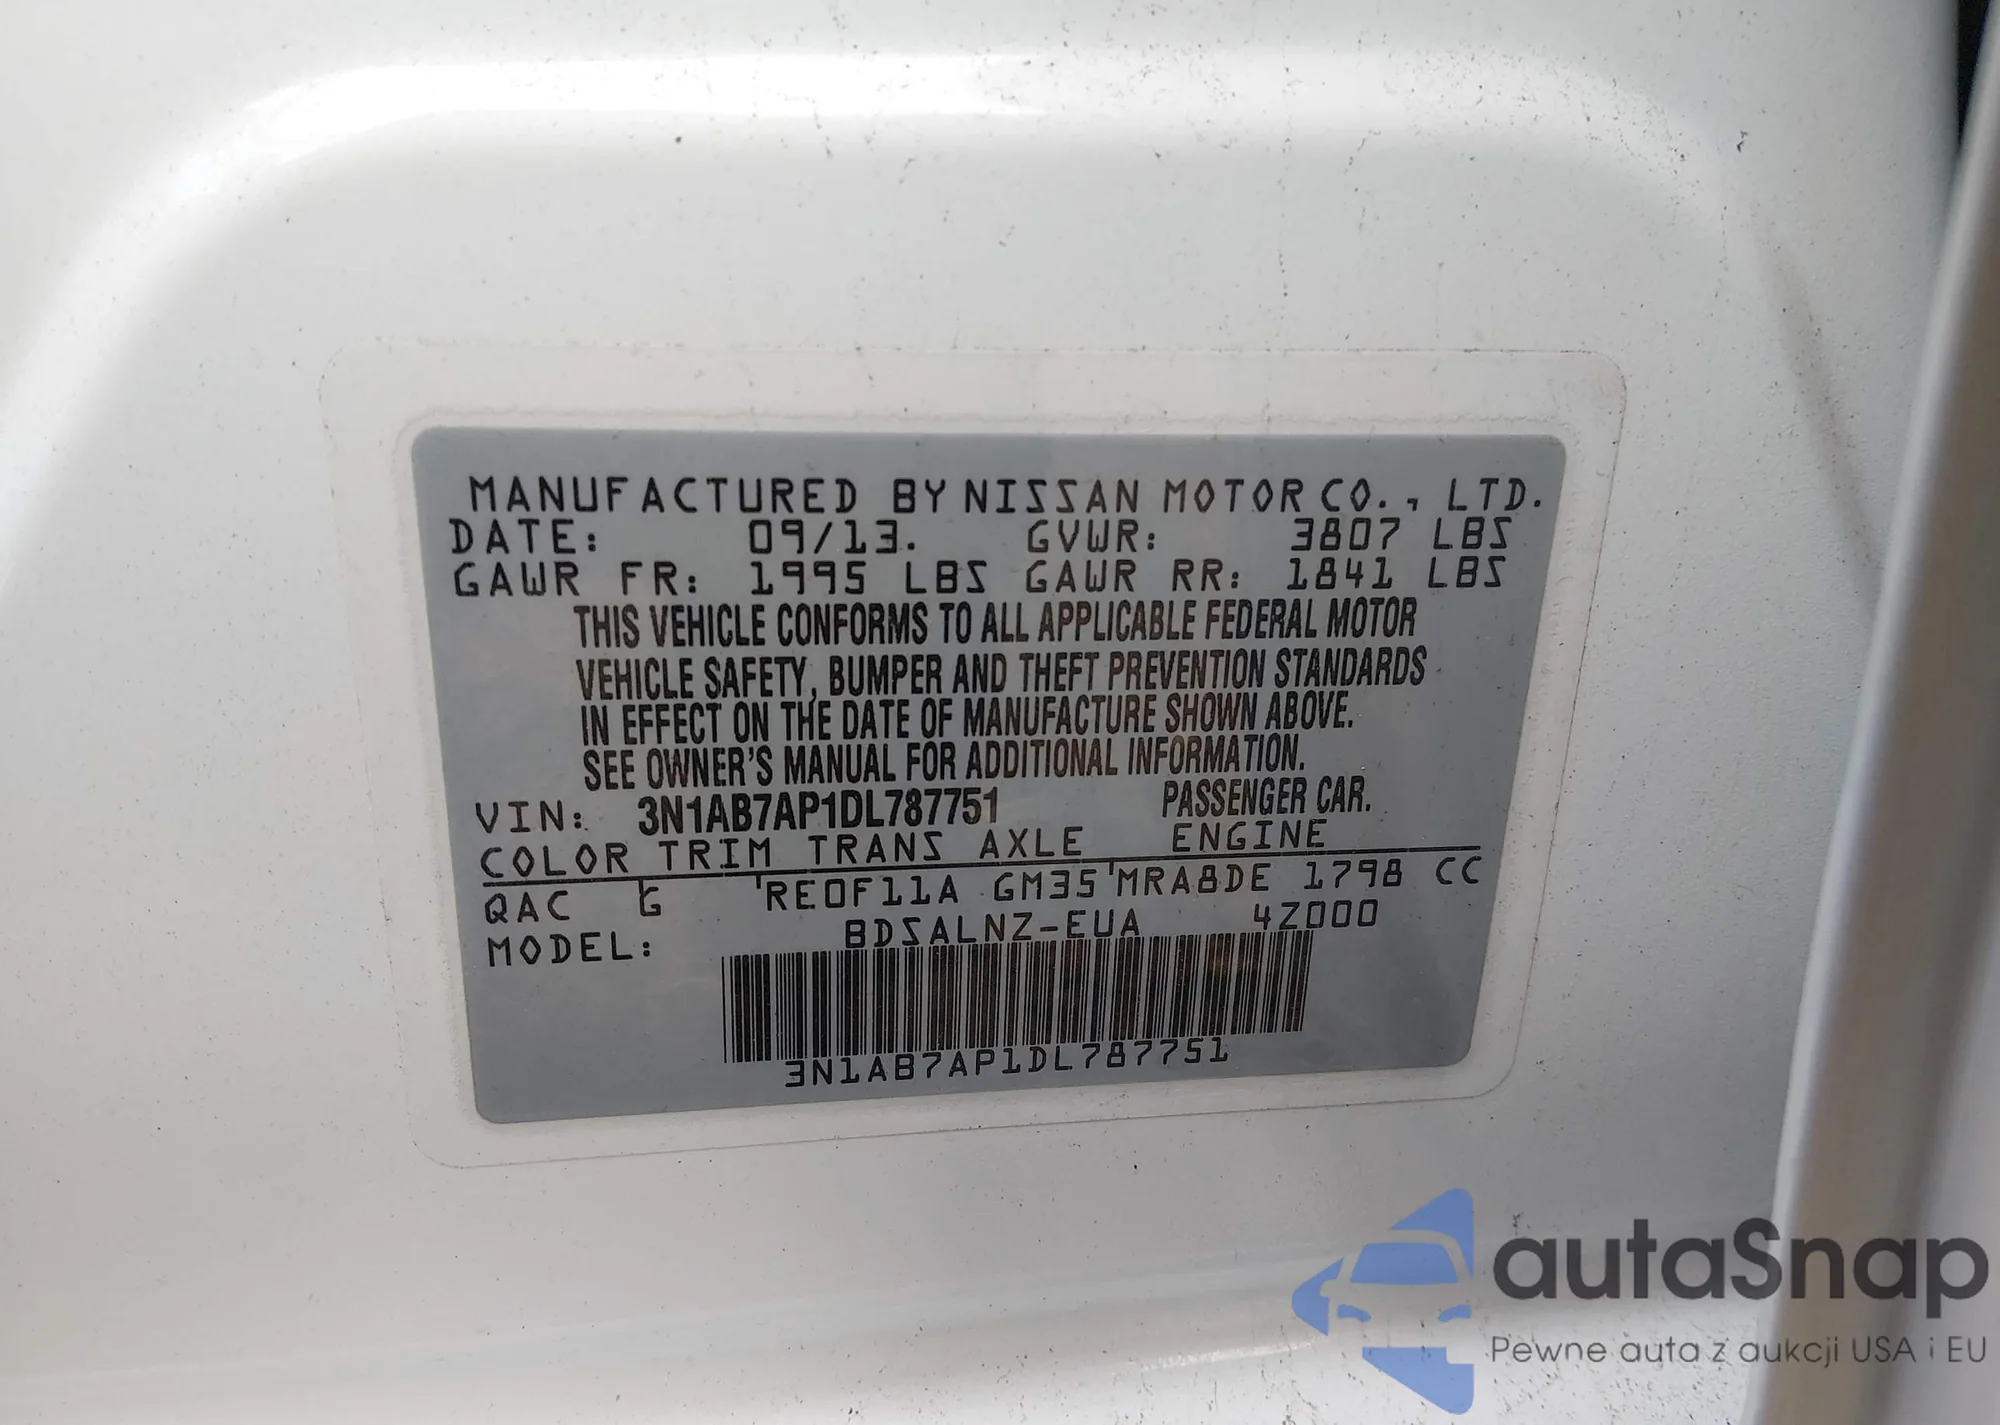 MANUFACTURED BY NISSAN MOTOR CO., LTD.
DATE: 09/13. GVWR: 3807 LBS
GAWR FR: 1995 LBS GAWR RR: 1841 LBS
THIS VEHICLE CONFORMS TO ALL APPLICABLE FEDERAL MOTOR
VEHICLE SAFETY, BUMPER AND THEFT PREVENTION STANDARDS
IN EFFECT ON THE DATE OF MANUFACTURE SHOWN ABOVE.
SEE OWNER'S MANUAL FOR ADDITIONAL INFORMATION.
VIN: 3N1AB7AP1DL787751 PASSENGER CAR.
COLOR TRIM TRANS AXLE ENGINE
QAC G RE0F11A GM35 MRA8DE 1798 CC
MODEL: BDSALNZ-EUA 4Z000
3N1AB7AP1DL787751
autaSnap
Pewne auta z aukcji USA i EU